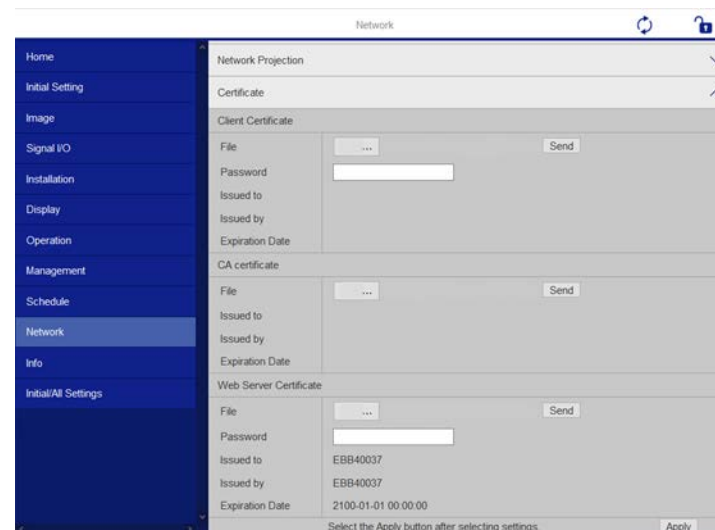 Network
Home
Initial Setting
Image
Signal I/O
Installation
Display
Operation
Management
Schedule
Network
Info
Initial/All Settings
Network Projection
Certificate
Client Certificate
File ... Send
Password
Issued to
Issued by
Expiration Date
CA certificate
File ... Send
Issued to
Issued by
Expiration Date
Web Server Certificate
File ... Send
Password
Issued to EBB40037
Issued by EBB40037
Expiration Date 2100-01-01 00:00:00
Select the Apply button after selecting settings. Apply